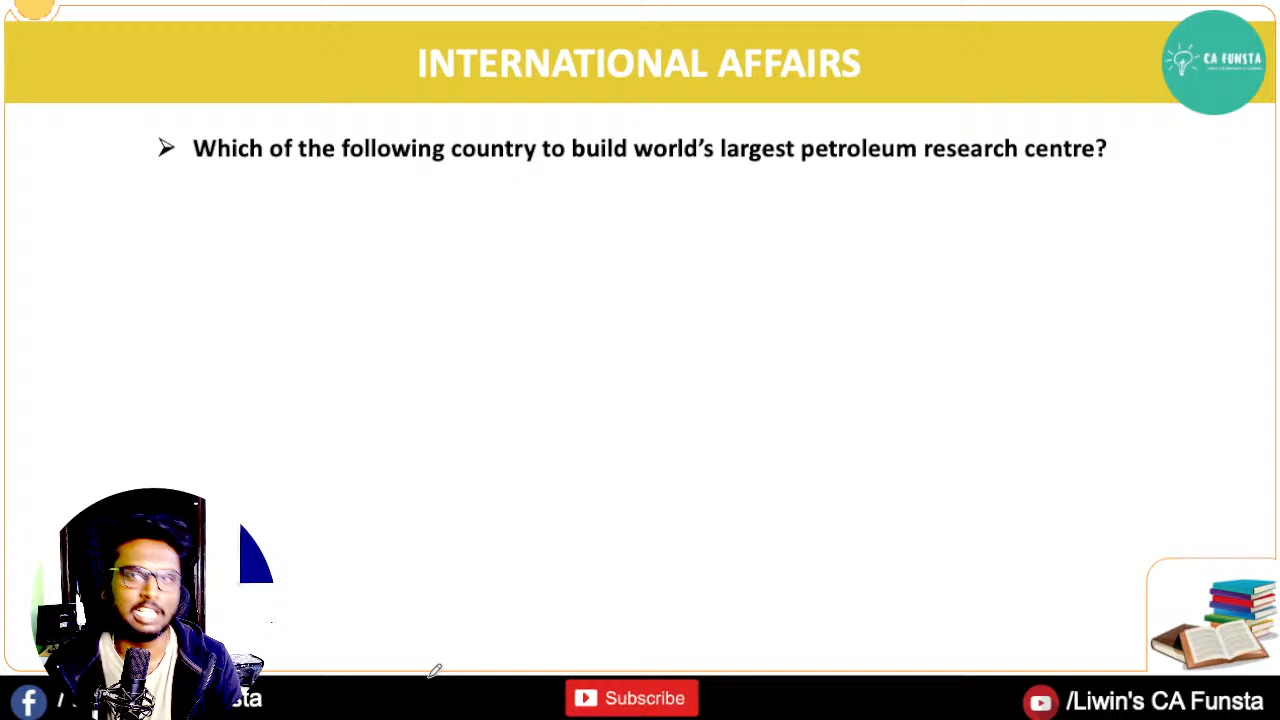 INTERNATIONAL AFFAIRS
CA FUNSTA
➢ Which of the following country to build world’s largest petroleum research centre?
/
sta
Subscribe
/Liwin's CA Funsta